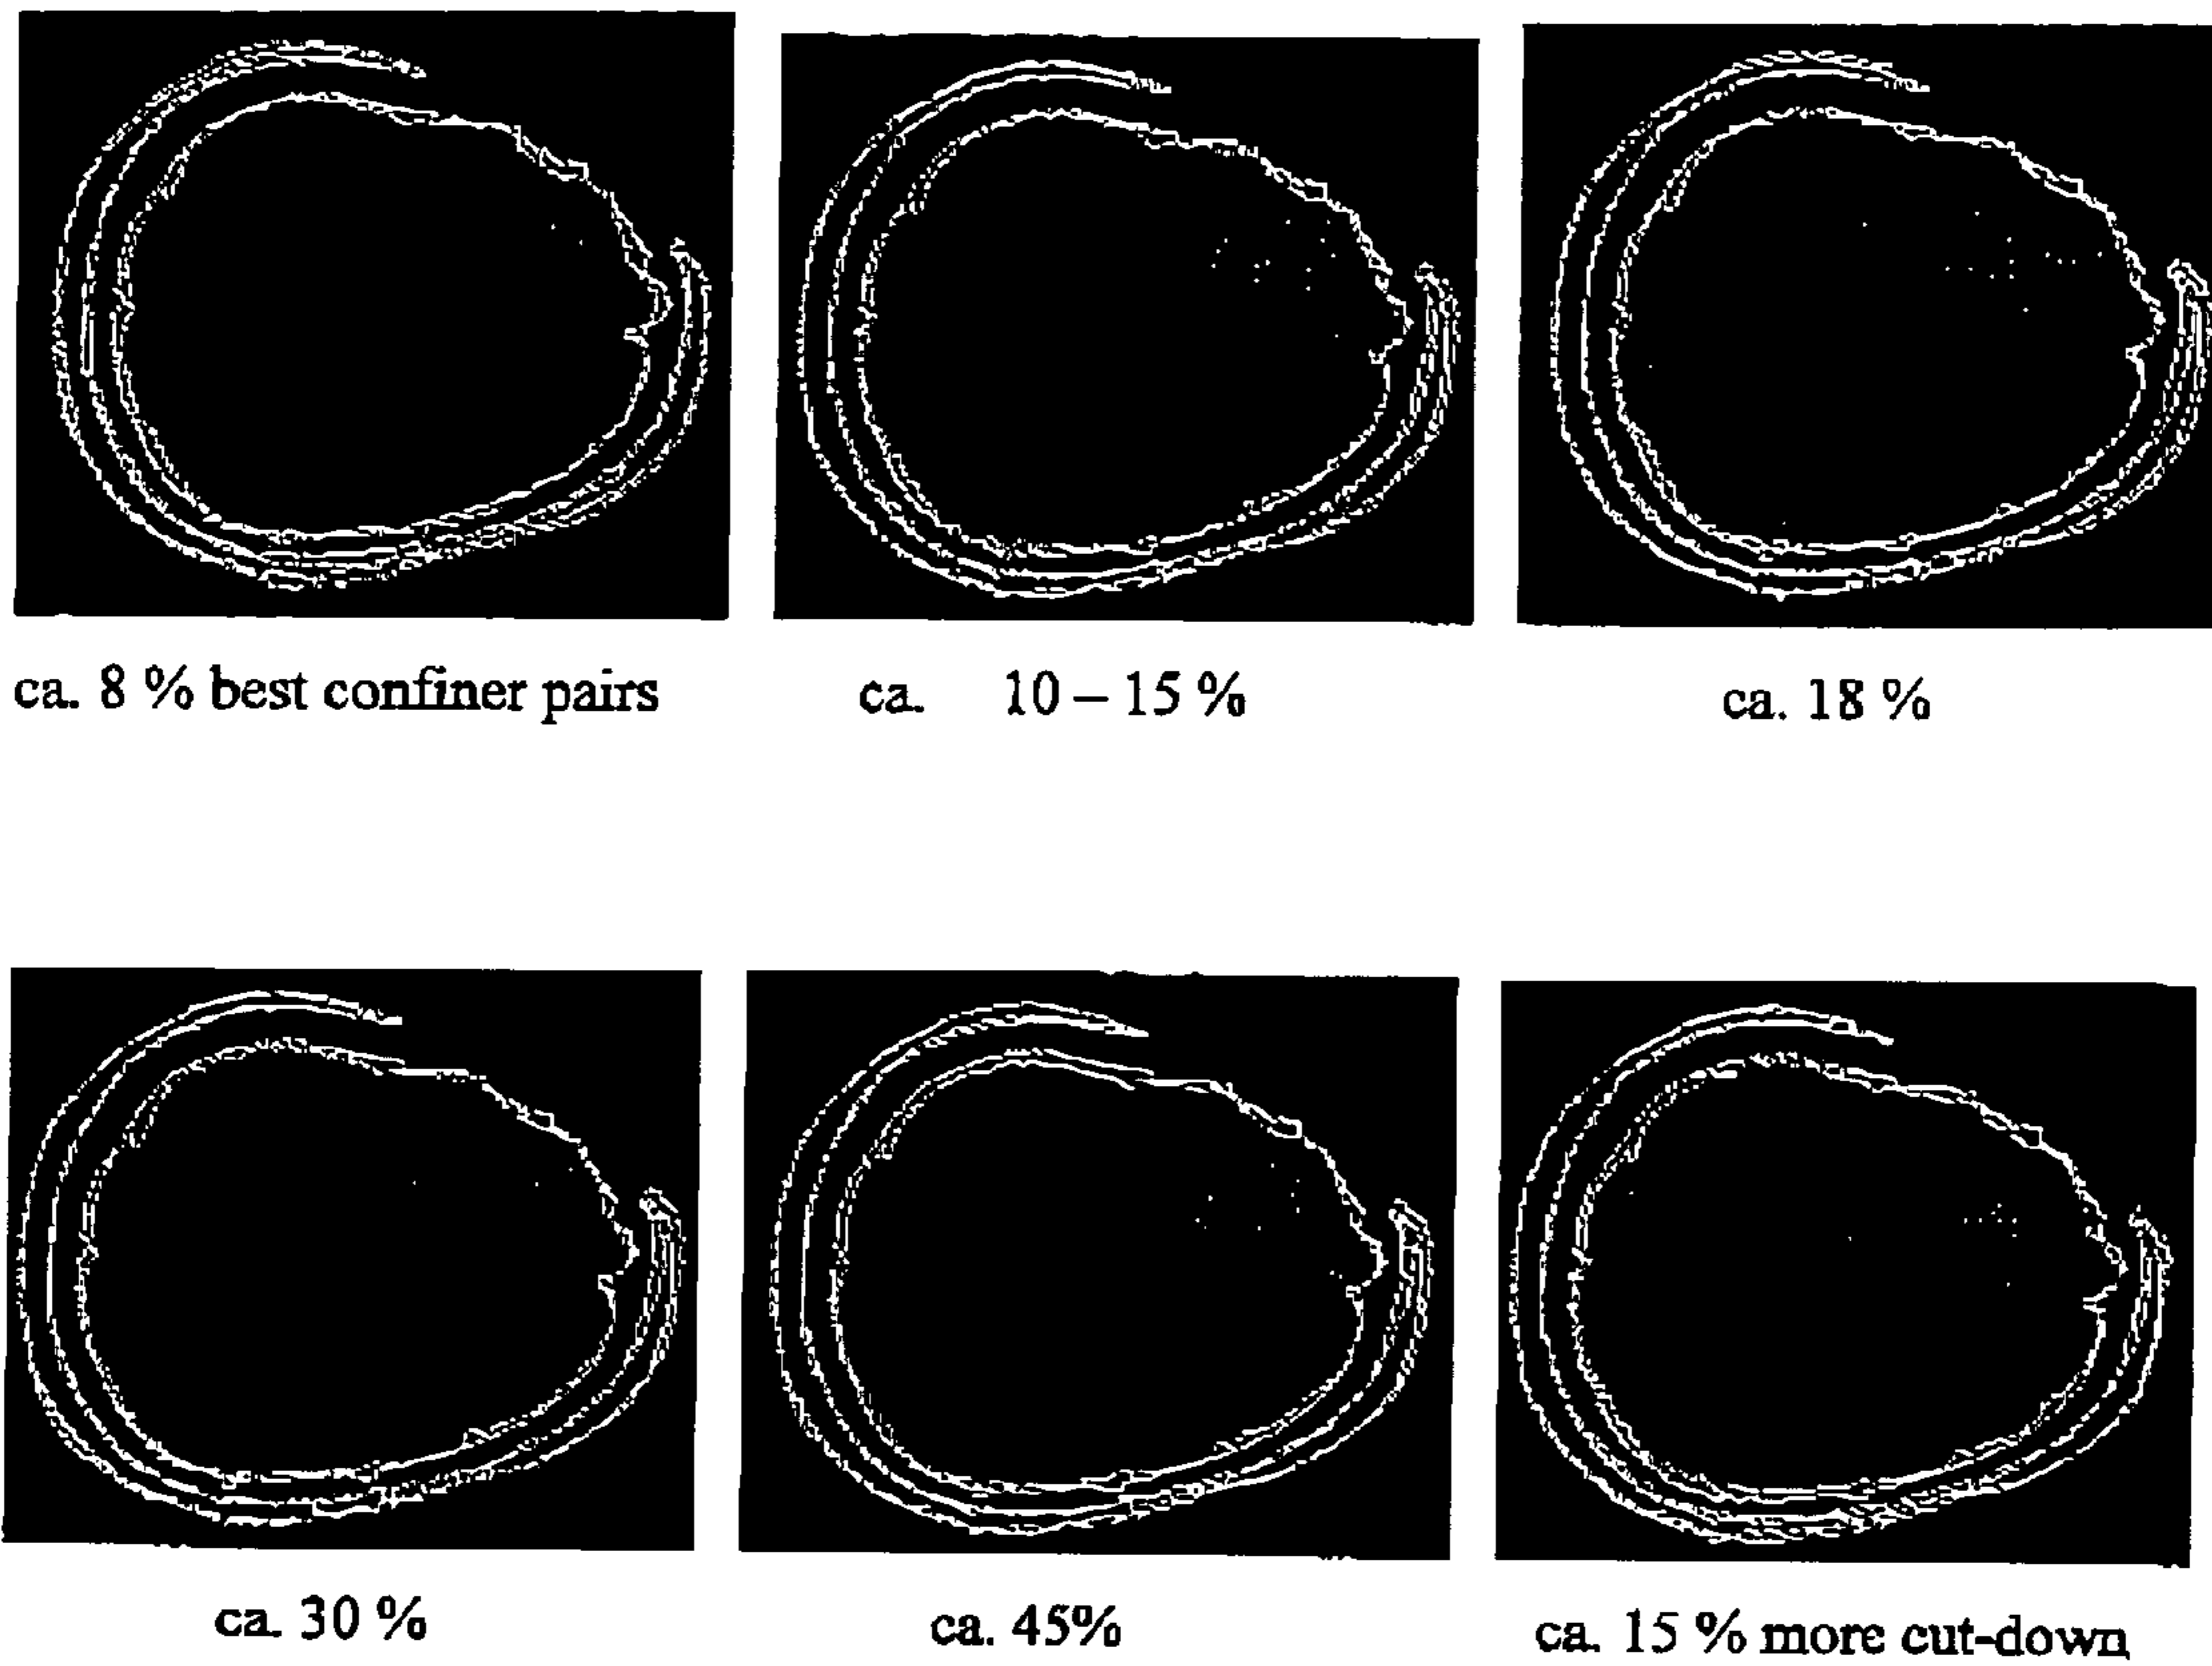 ca. 8 % best confiner pairs
ca. 10 – 15 %
ca. 18 %
ca. 30 %
ca. 45%
ca. 15 % more cut-down